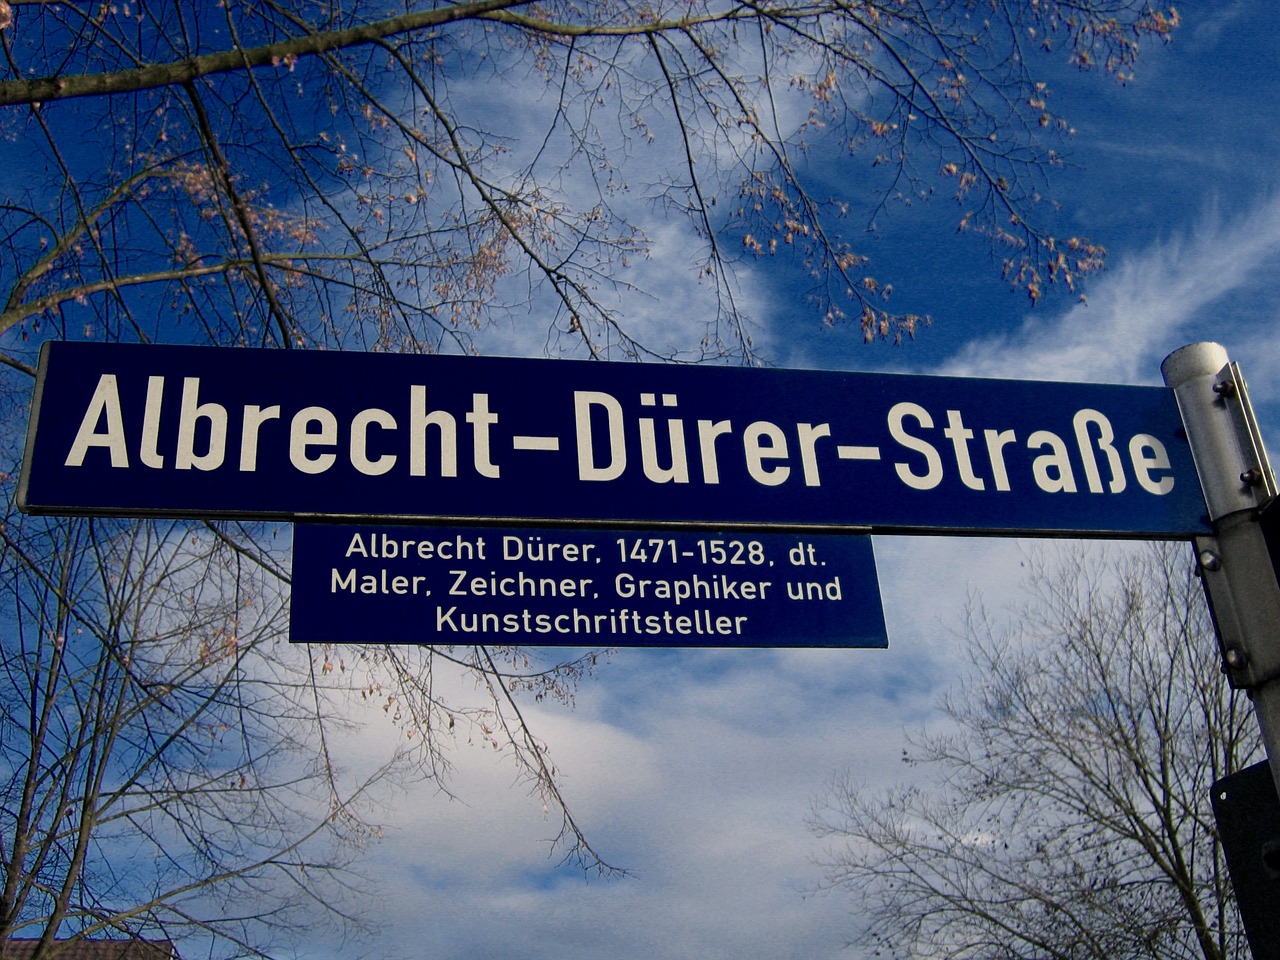 Albrecht-Dürer-Straße
Albrecht Dürer, 1471-1528, dt.
Maler, Zeichner, Graphiker und
Kunstschriftsteller